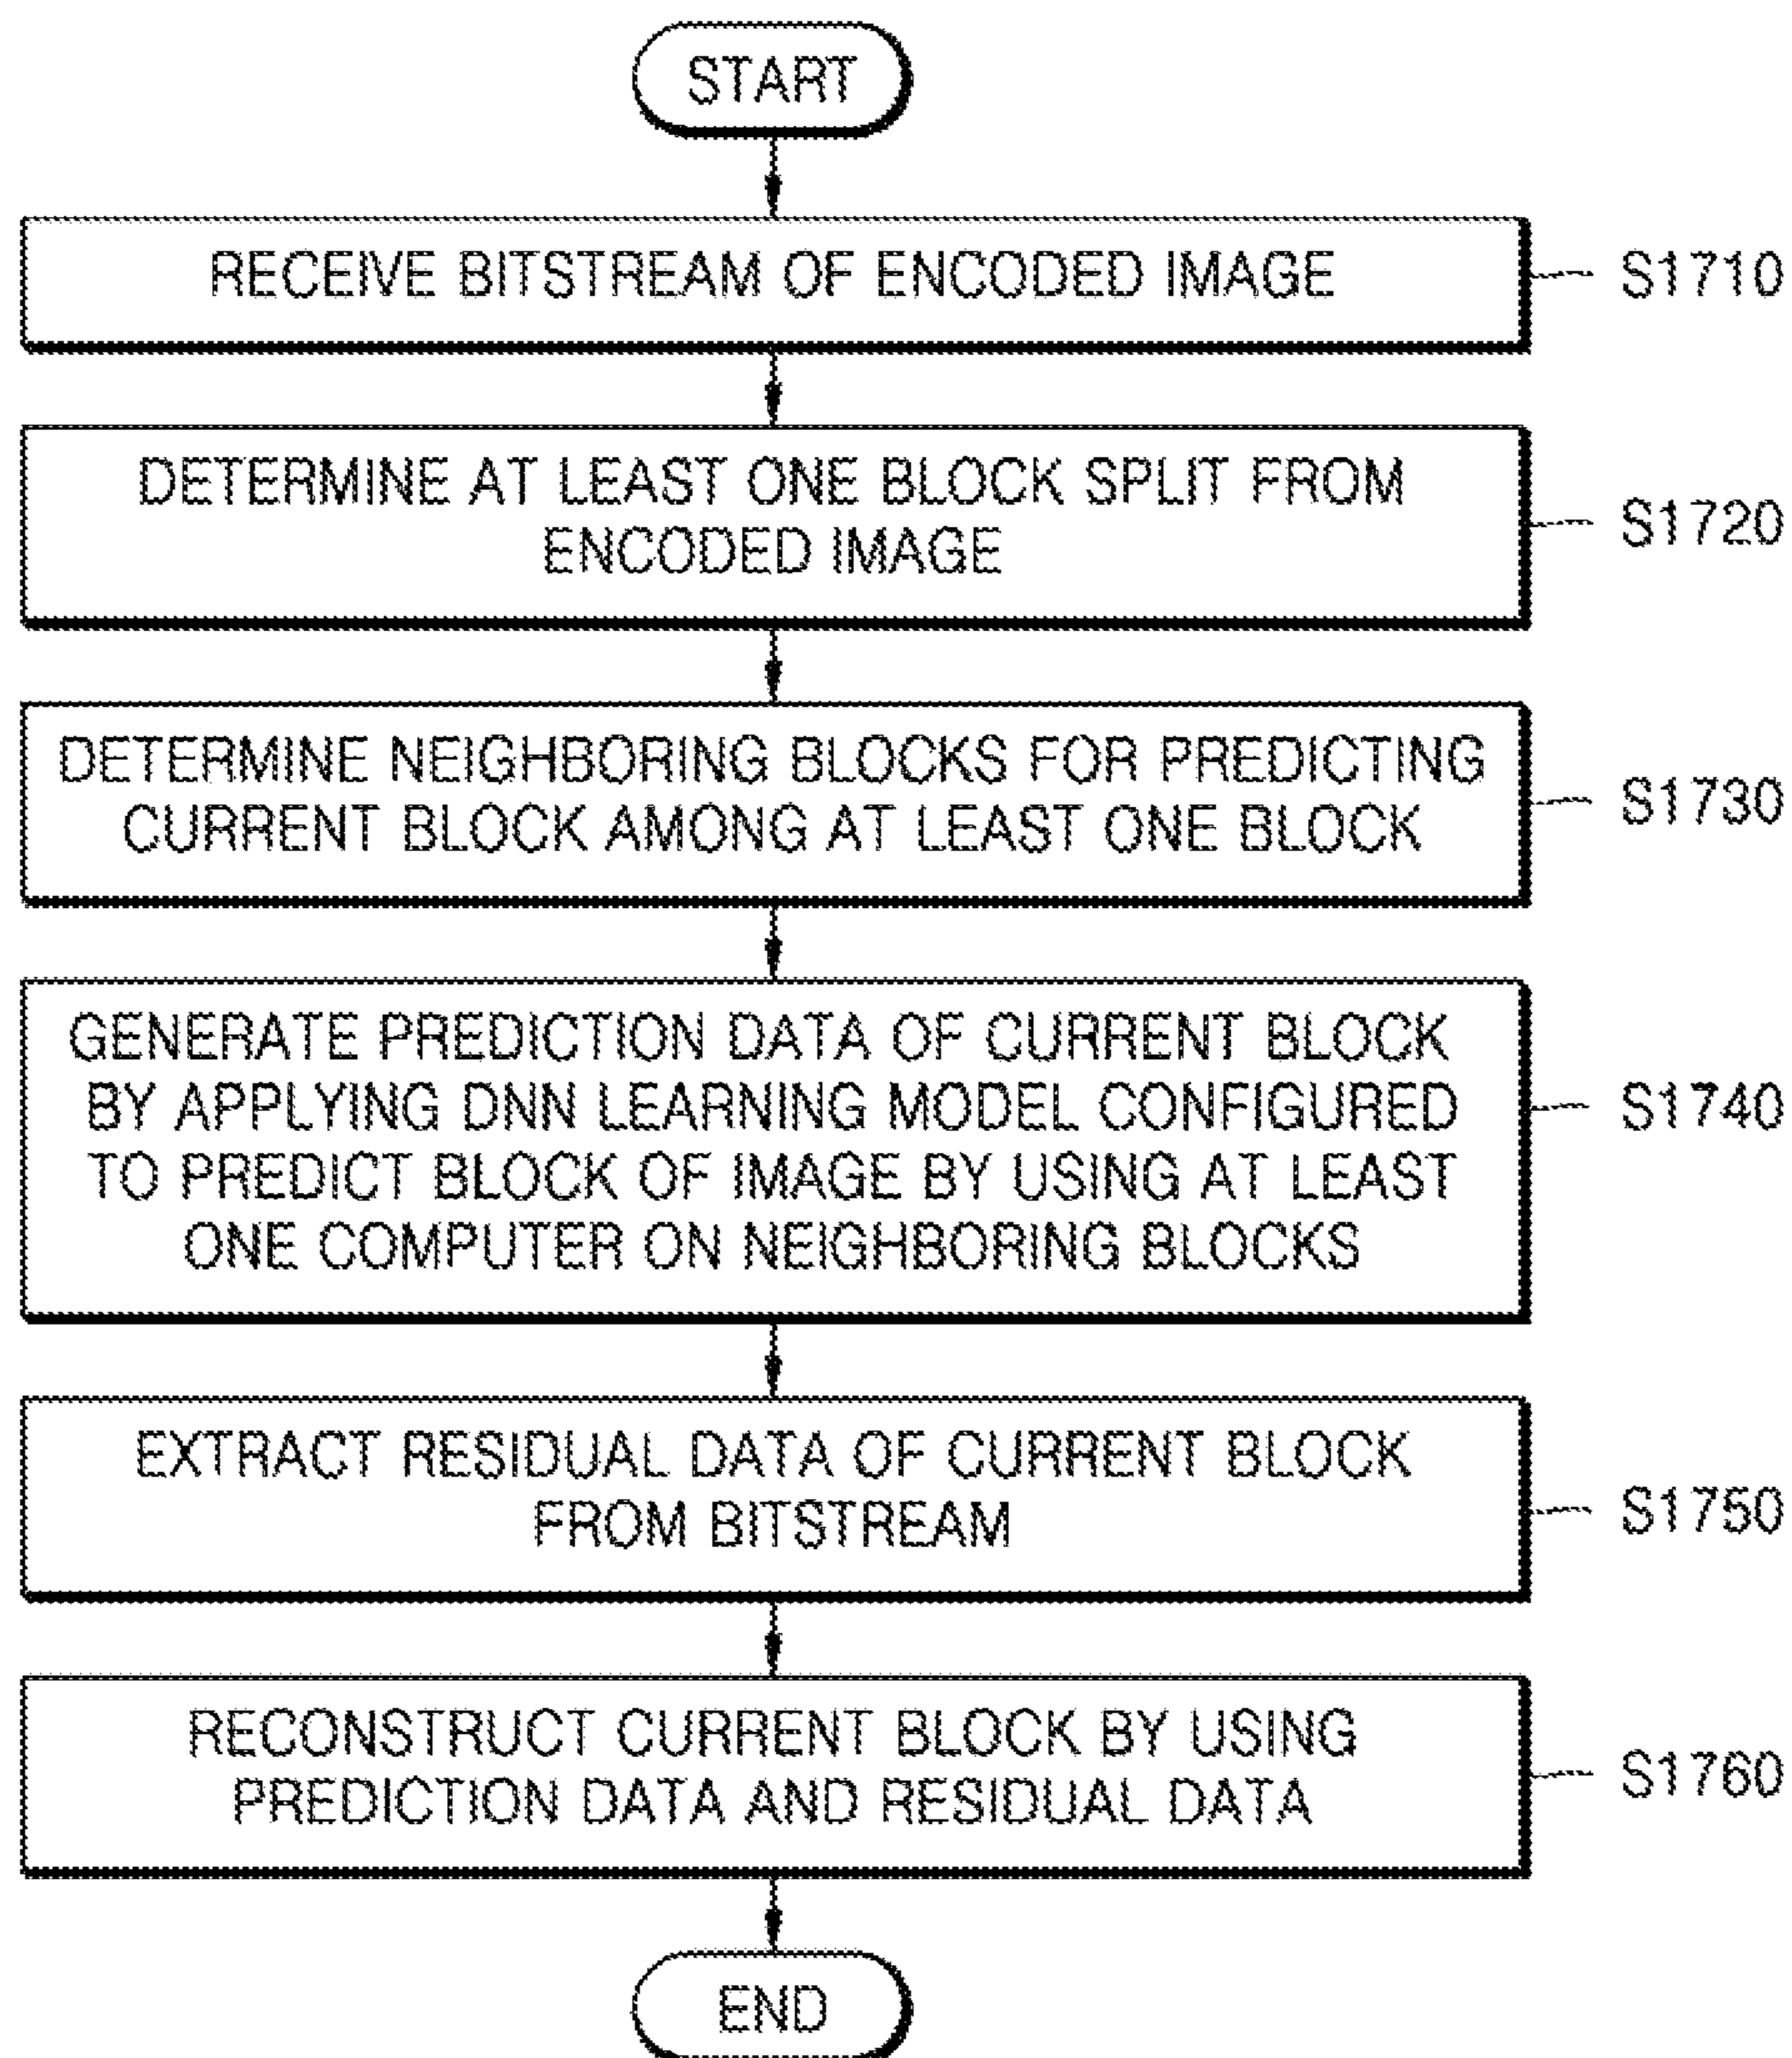 START
RECEIVE BITSTREAM OF ENCODED IMAGE
S1710
DETERMINE AT LEAST ONE BLOCK SPLIT FROM
ENCODED IMAGE
S1720
DETERMINE NEIGHBORING BLOCKS FOR PREDICTING
CURRENT BLOCK AMONG AT LEAST ONE BLOCK
S1730
GENERATE PREDICTION DATA OF CURRENT BLOCK
BY APPLYING DNN LEARNING MODEL CONFIGURED
TO PREDICT BLOCK OF IMAGE BY USING AT LEAST
ONE COMPUTER ON NEIGHBORING BLOCKS
S1740
EXTRACT RESIDUAL DATA OF CURRENT BLOCK
FROM BITSTREAM
S1750
RECONSTRUCT CURRENT BLOCK BY USING
PREDICTION DATA AND RESIDUAL DATA
S1760
END